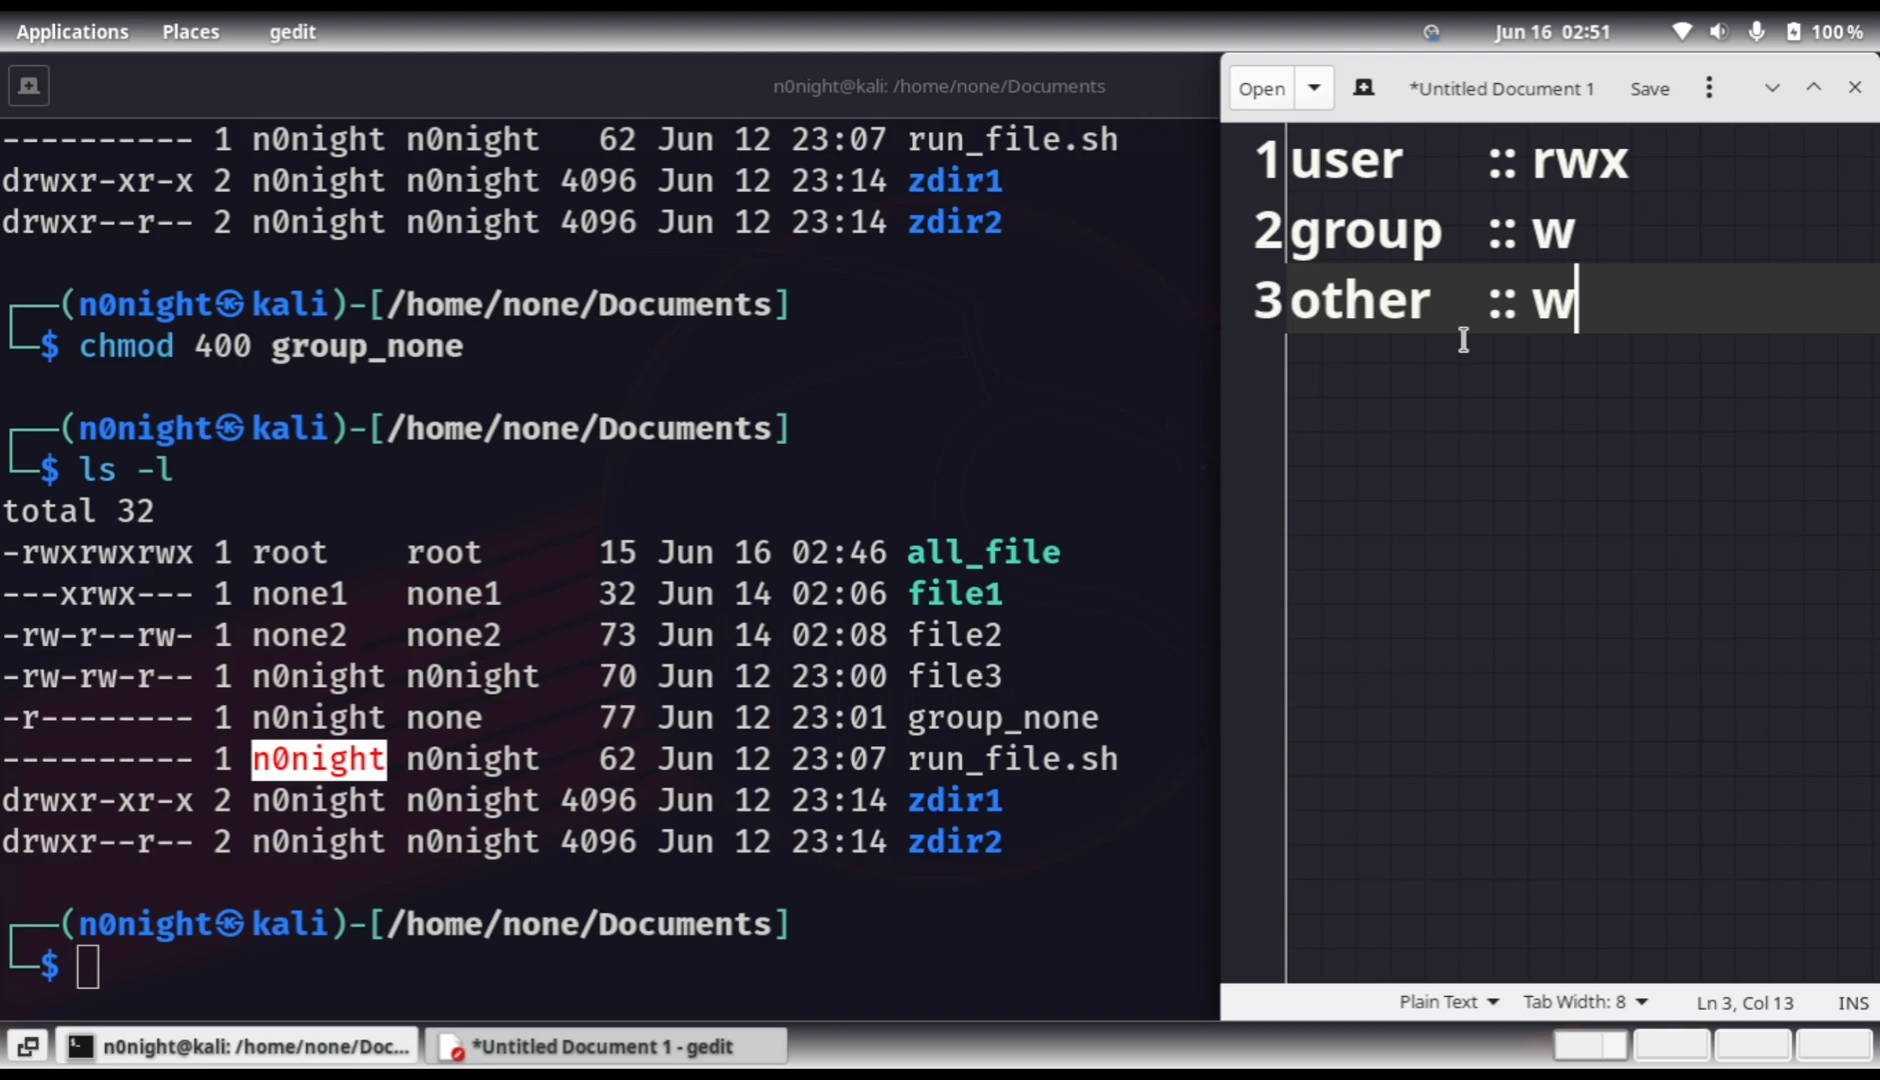 Applications Places gedit Jun 16 02:51 100%
n0night@kali: /home/none/Documents
---------- 1 n0night n0night 62 Jun 12 23:07 run_file.sh
drwxr-xr-x 2 n0night n0night 4096 Jun 12 23:14 zdir1
drwxr--r-- 2 n0night n0night 4096 Jun 12 23:14 zdir2
┌──(n0night㉿kali)-[/home/none/Documents]
└─$ chmod 400 group_none
┌──(n0night㉿kali)-[/home/none/Documents]
└─$ ls -l
total 32
-rwxrwxrwx 1 root root 15 Jun 16 02:46 all_file
---xrwx--- 1 none1 none1 32 Jun 14 02:06 file1
-rw-r--rw- 1 none2 none2 73 Jun 14 02:08 file2
-rw-rw-r-- 1 n0night n0night 70 Jun 12 23:00 file3
-r-------- 1 n0night none 77 Jun 12 23:01 group_none
---------- 1 n0night n0night 62 Jun 12 23:07 run_file.sh
drwxr-xr-x 2 n0night n0night 4096 Jun 12 23:14 zdir1
drwxr--r-- 2 n0night n0night 4096 Jun 12 23:14 zdir2
┌──(n0night㉿kali)-[/home/none/Documents]
└─$
Open *Untitled Document 1 Save
1 user :: rwx
2 group :: w
3 other :: w
Plain Text Tab Width: 8 Ln 3, Col 13 INS
n0night@kali: /home/none/Doc... *Untitled Document 1 - gedit